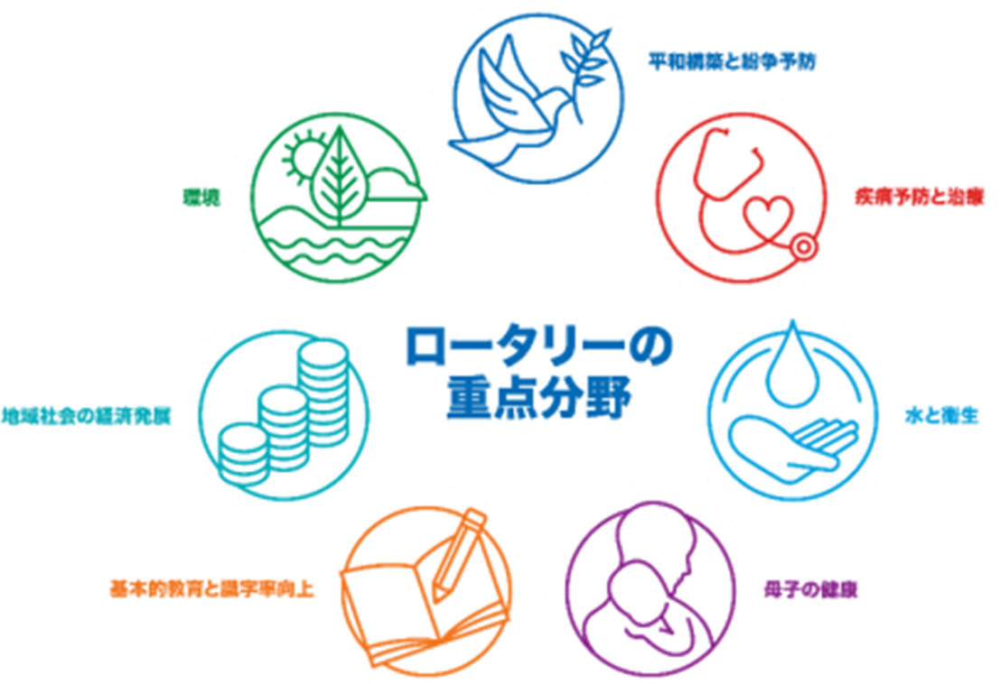 平和構築と紛争予防
環境
疾病予防と治療
ロータリーの
重点分野
地域社会の経済発展
水と衛生
基本的教育と識字率向上
母子の健康